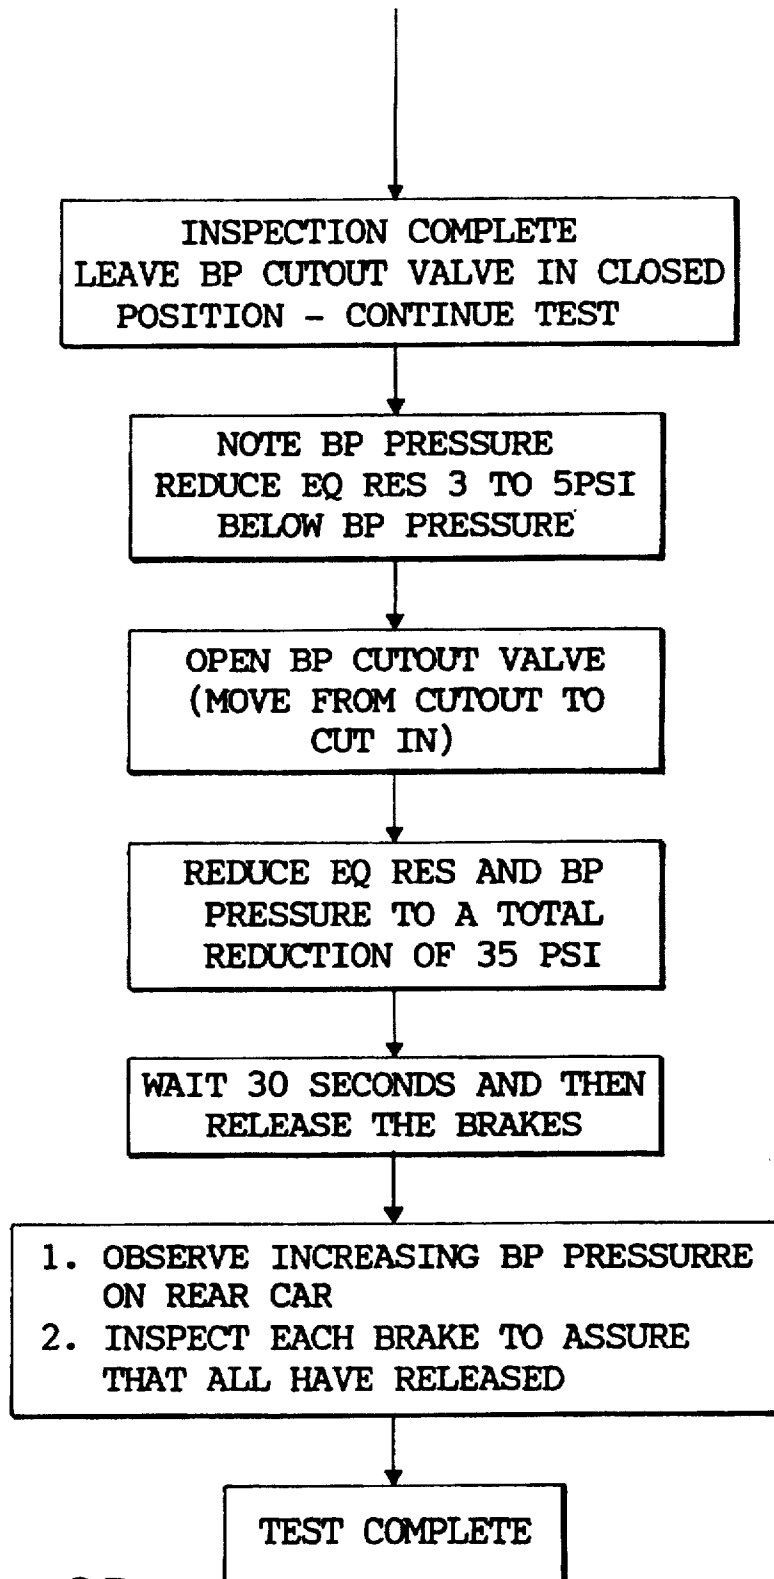 INSPECTION COMPLETE
LEAVE BP CUTOUT VALVE IN CLOSED
POSITION - CONTINUE TEST
NOTE BP PRESSURE
REDUCE EQ RES 3 TO 5PSI
BELOW BP PRESSURE
OPEN BP CUTOUT VALVE
(MOVE FROM CUTOUT TO
CUT IN)
REDUCE EQ RES AND BP
PRESSURE TO A TOTAL
REDUCTION OF 35 PSI
WAIT 30 SECONDS AND THEN
RELEASE THE BRAKES
1. OBSERVE INCREASING BP PRESSURRE
ON REAR CAR
2. INSPECT EACH BRAKE TO ASSURE
THAT ALL HAVE RELEASED
TEST COMPLETE